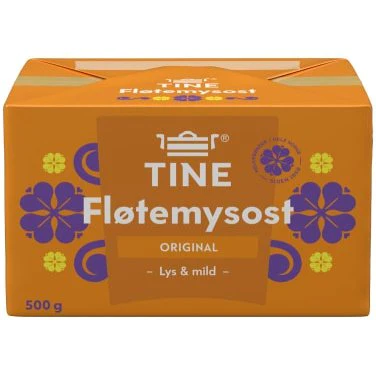 TINE
Fløtemysost
®
TINE
Fløtemysost
ORIGINAL
– Lys & mild –
500 g